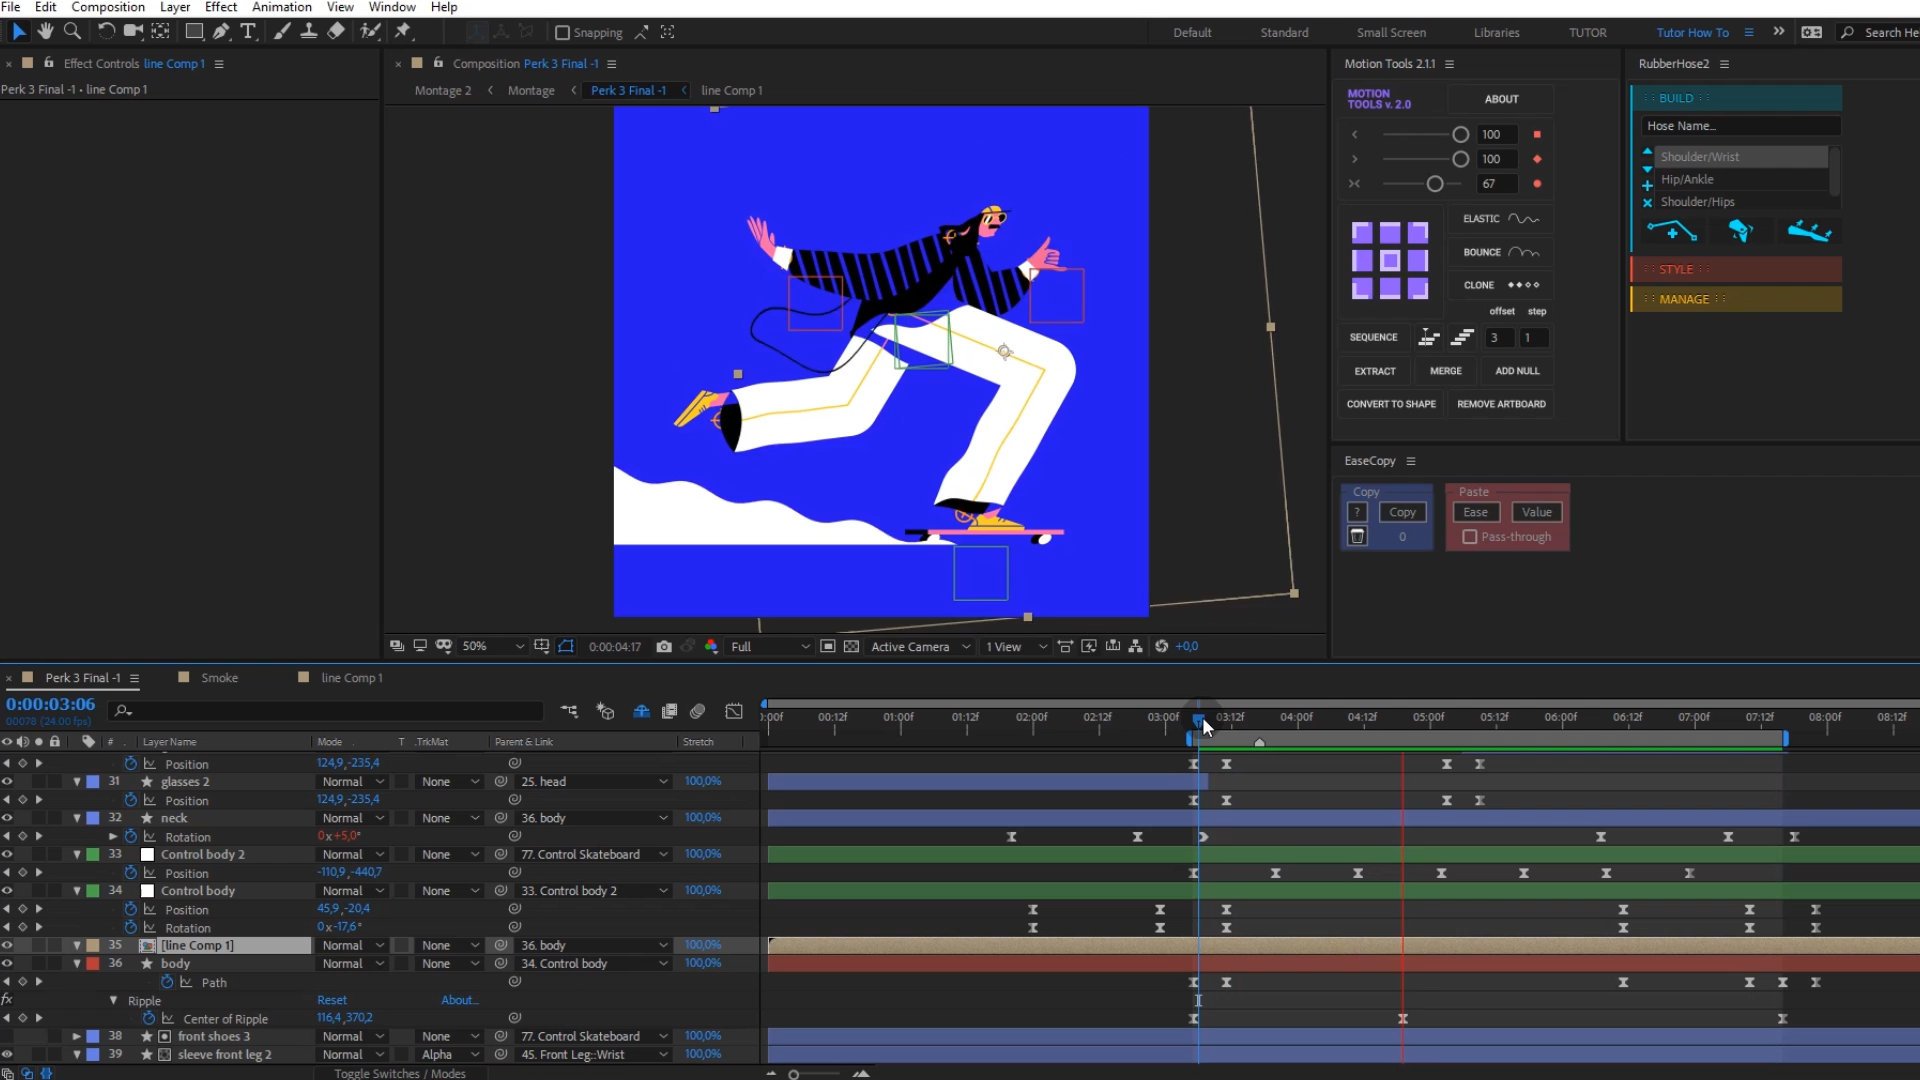 File Edit Composition Layer Effect Animation View Window Help
Snapping
Default Standard Small Screen Libraries TUTOR Tutor How To Search He
Effect Controls line Comp 1
Perk 3 Final -1 • line Comp 1
Composition Perk 3 Final -1
Montage 2 Montage Perk 3 Final -1 line Comp 1
Motion Tools 2.1.1
MOTION TOOLS v. 2.0
ABOUT
100
100
67
ELASTIC
BOUNCE
CLONE
offset step
SEQUENCE 3 1
EXTRACT MERGE ADD NULL
CONVERT TO SHAPE REMOVE ARTBOARD
RubberHose2
BUILD
Hose Name...
Shoulder/Wrist
Hip/Ankle
Shoulder/Hips
STYLE
MANAGE
EaseCopy
Copy Paste
? Copy Ease Value
0 Pass-through
50% 0:00:04:17 Full Active Camera 1 View +0,0
Perk 3 Final -1 Smoke line Comp 1
0:00:03:06
00078 (24.00 fps)
:00f 00:12f 01:00f 01:12f 02:00f 02:12f 03:00f 03:12f 04:00f 04:12f 05:00f 05:12f 06:00f 06:12f 07:00f 07:12f 08:00f 08:12f
# Layer Name Mode T .TrkMat Parent & Link Stretch
Position 124,9,-235,4
31 glasses 2 Normal None 25. head 100,0%
Position 124,9,-235,4
32 neck Normal None 36. body 100,0%
Rotation 0x+5,0°
33 Control body 2 Normal None 77. Control Skateboard 100,0%
Position -110,9,-440,7
34 Control body Normal None 33. Control body 2 100,0%
Position 45,9,-20,4
Rotation 0x-17,6°
35 [line Comp 1] Normal None 36. body 100,0%
36 body Normal None 34. Control body 100,0%
Path
fx Ripple Reset About...
Center of Ripple 116,4,370,2
38 front shoes 3 Normal None 77. Control Skateboard 100,0%
39 sleeve front leg 2 Normal Alpha 45. Front Leg::Wrist 100,0%
Toggle Switches / Modes